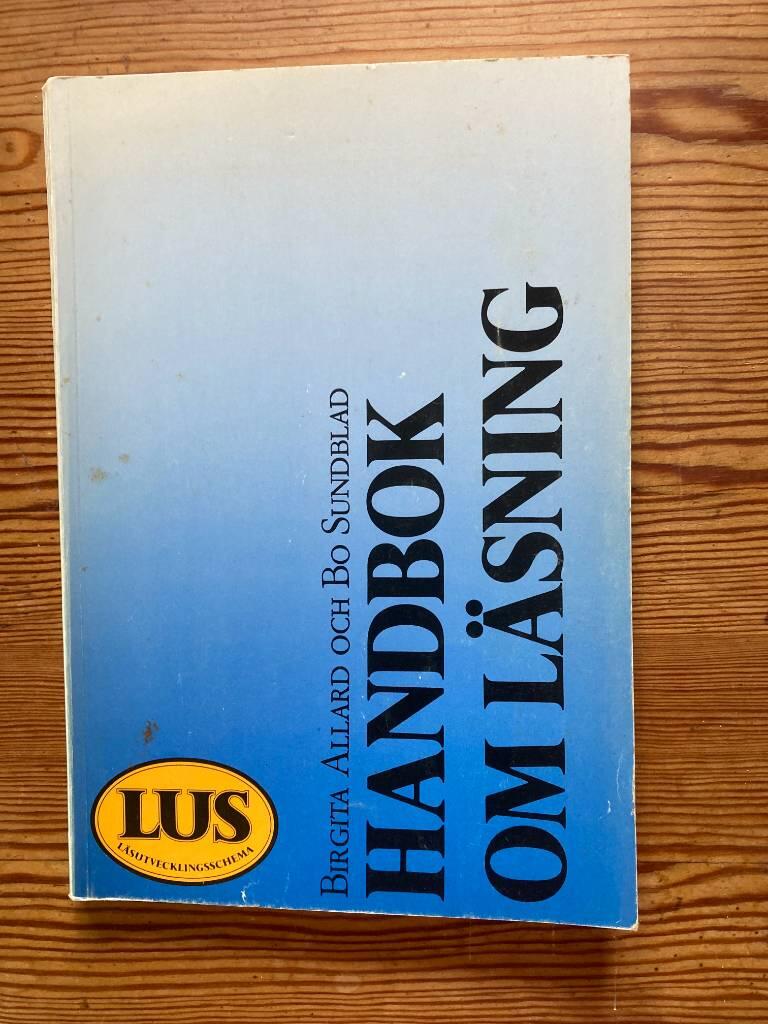 LUS
LÄSUTVECKLINGSSCHEMA
BIRGITA ALLARD OCH BO SUNDBLAD
HANDBOK
OM LÄSNING